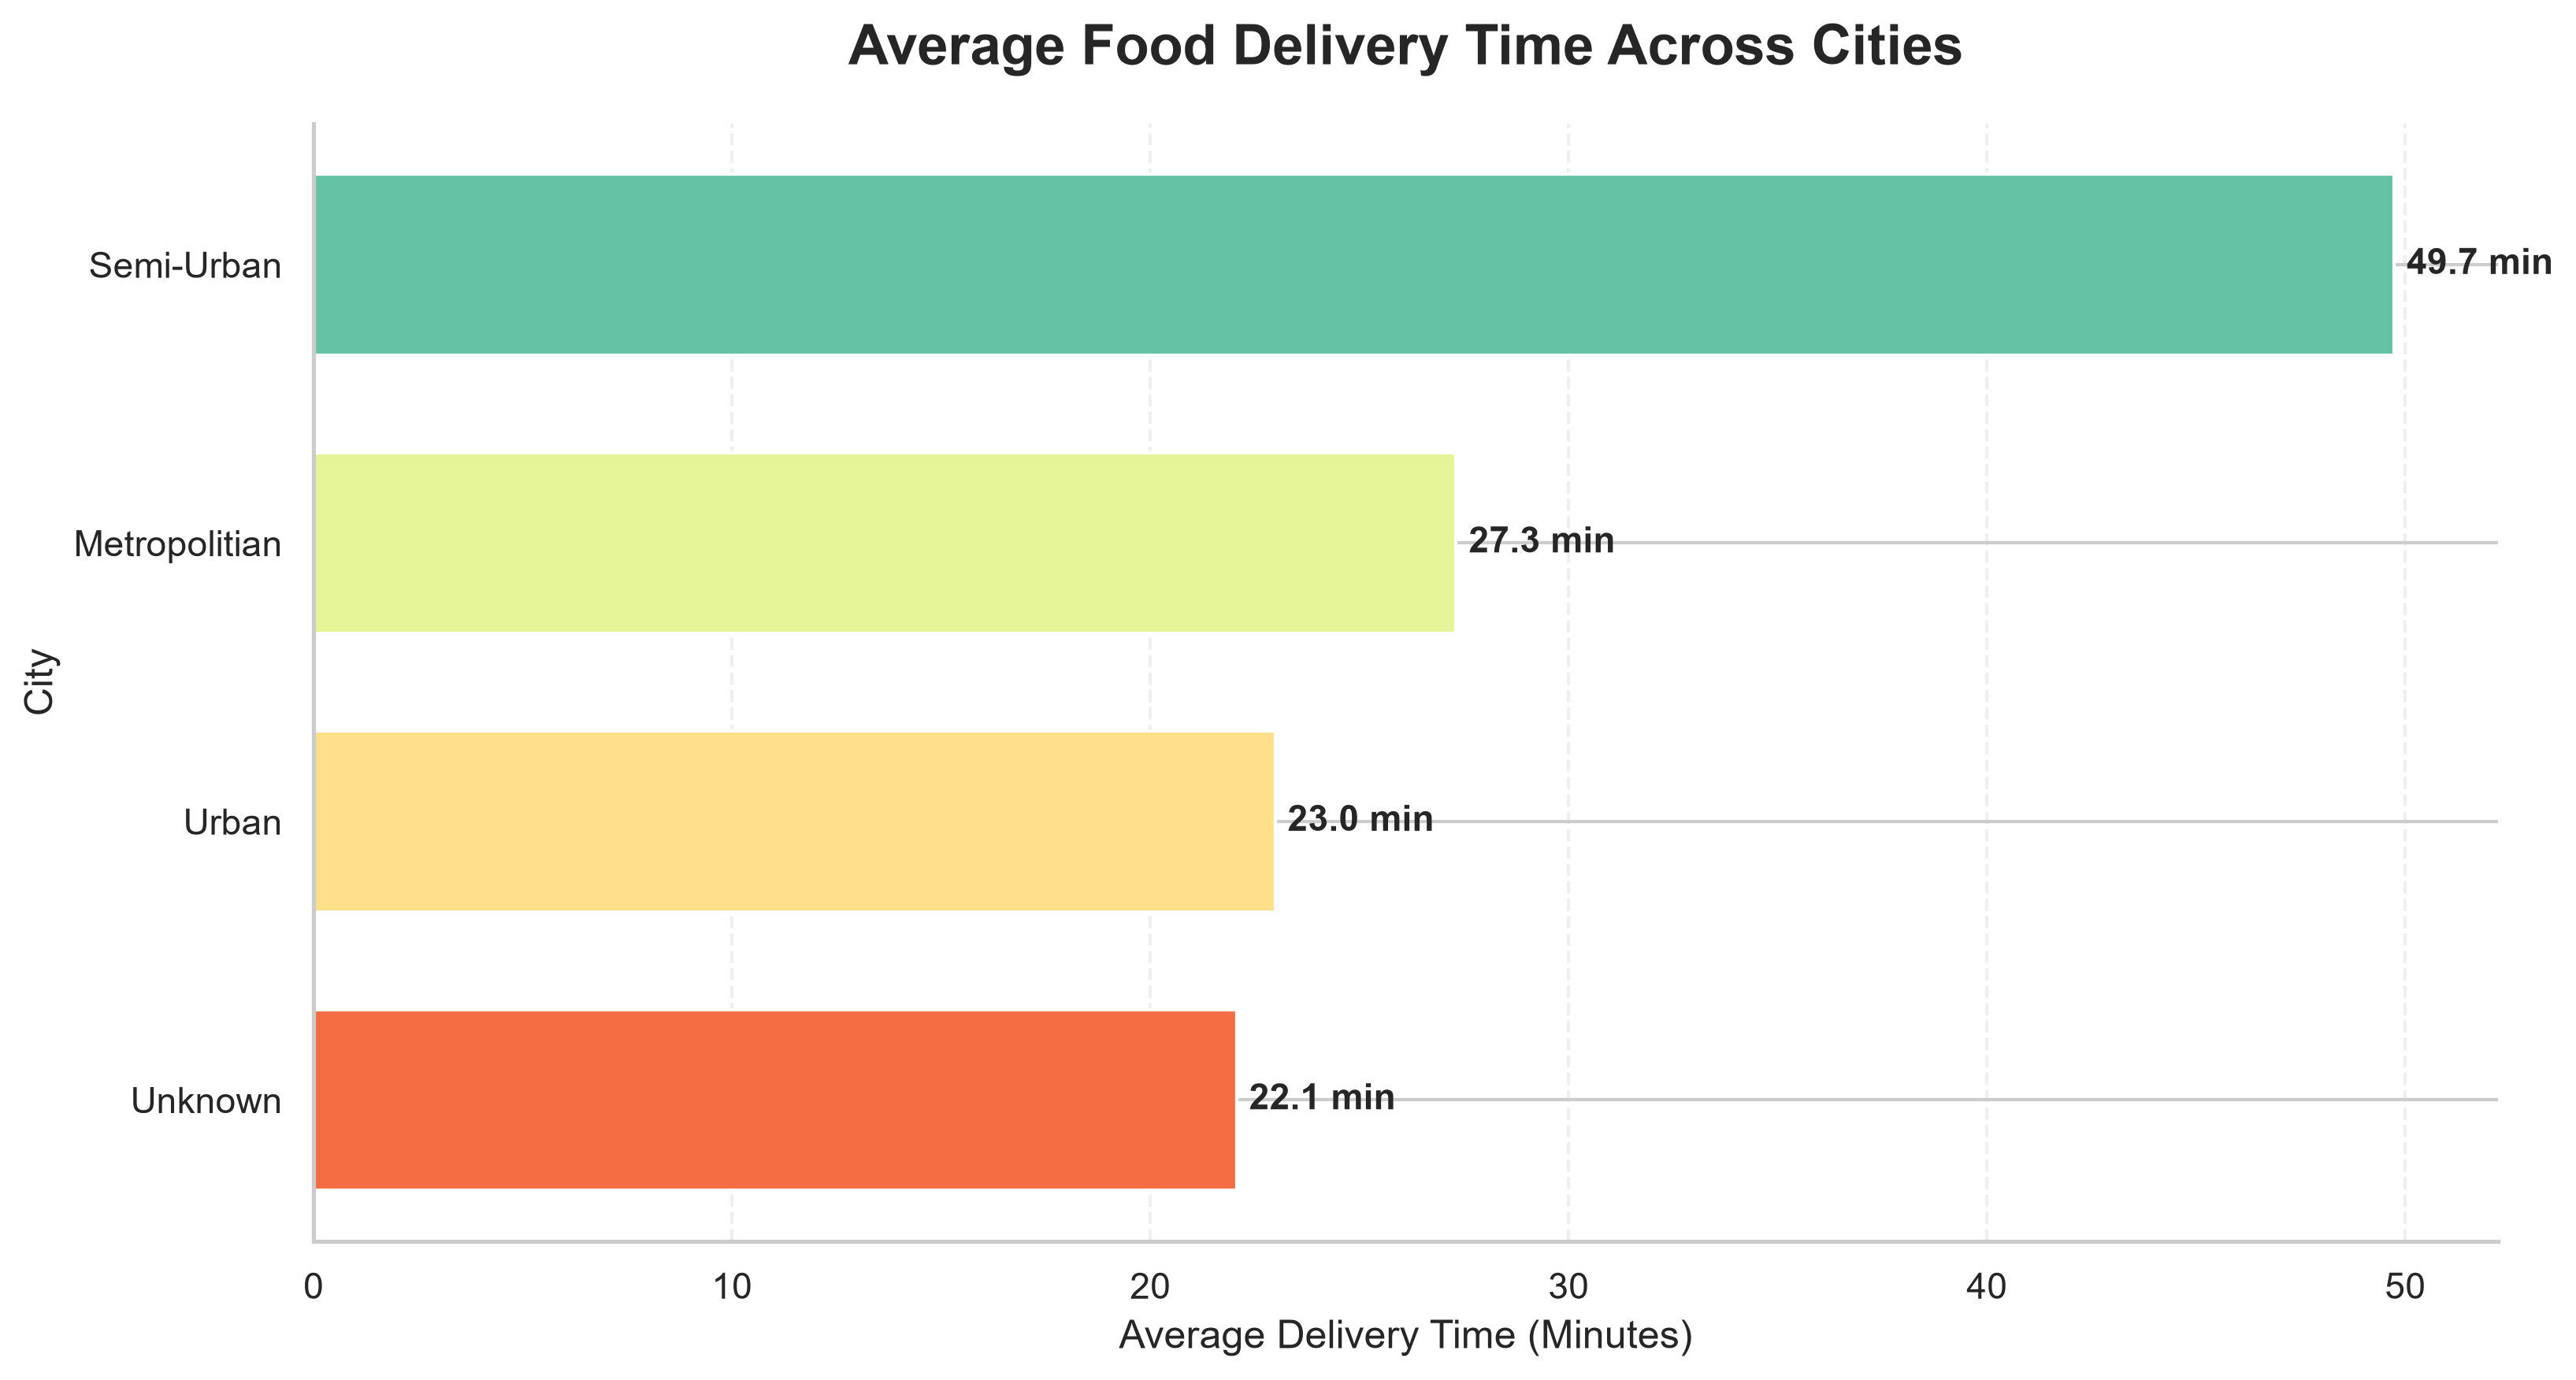 Average Food Delivery Time Across Cities
Semi-Urban
49.7 min
Metropolitian
27.3 min
City
Urban
23.0 min
Unknown
22.1 min
0 10 20 30 40 50
Average Delivery Time (Minutes)